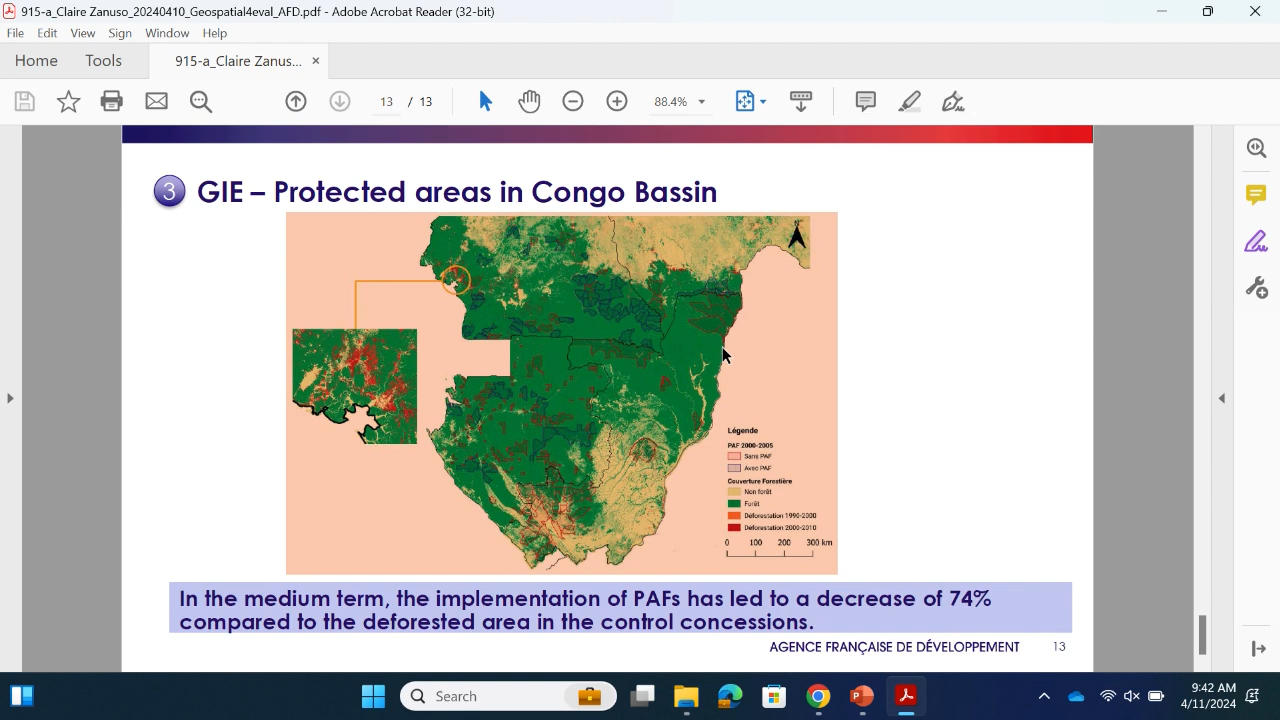 915-a_Claire Zanuso_20240410_Geospatial4eval_AFD.pdf - Adobe Acrobat Reader (32-bit)
File Edit View Sign Window Help
Home Tools 915-a_Claire Zanus... ×
13 / 13 88.4%
3 GIE – Protected areas in Congo Basin
Légende
PAF 2000-2005
Sans PAF
Avec PAF
Couverture Forestière
Non forêt
Forêt
Déforestation 1990-2000
Déforestation 2000-2010
0 100 200 300 km
In the medium term, the implementation of PAFs has led to a decrease of 74%
compared to the deforested area in the control concessions.
AGENCE FRANÇAISE DE DÉVELOPPEMENT 13
Search
9:42 AM
4/11/2024